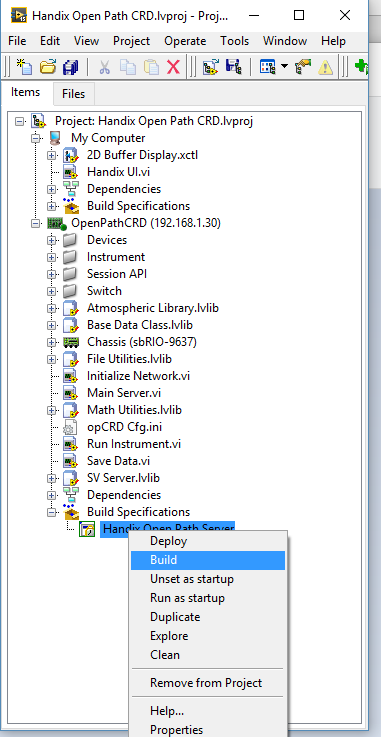 Handix Open Path CRD.lvproj - Proj...
File Edit View Project Operate Tools Window Help
Items Files
Project: Handix Open Path CRD.lvproj
My Computer
2D Buffer Display.xctl
Handix UI.vi
Dependencies
Build Specifications
OpenPathCRD (192.168.1.30)
Devices
Instrument
Session API
Switch
Atmospheric Library.lvlib
Base Data Class.lvlib
Chassis (sbRIO-9637)
File Utilities.lvlib
Initialize Network.vi
Main Server.vi
Math Utilities.lvlib
opCRD Cfg.ini
Run Instrument.vi
Save Data.vi
SV Server.lvlib
Dependencies
Build Specifications
Handix Open Path Server
Deploy
Build
Unset as startup
Run as startup
Duplicate
Explore
Clean
Remove from Project
Help...
Properties